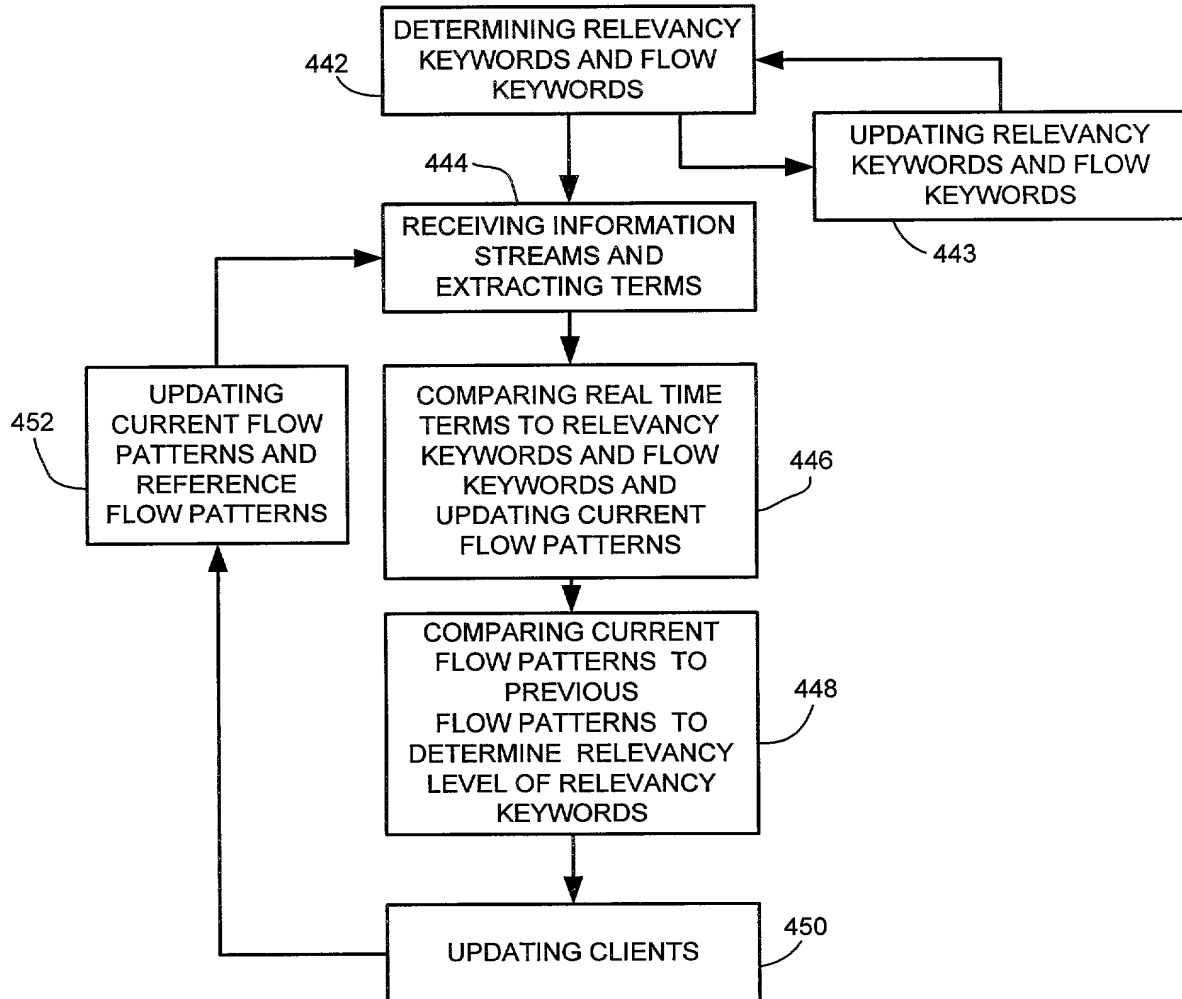 DETERMINING RELEVANCY
KEYWORDS AND FLOW
KEYWORDS
442
UPDATING RELEVANCY
KEYWORDS AND FLOW
KEYWORDS
443
444
RECEIVING INFORMATION
STREAMS AND
EXTRACTING TERMS
UPDATING
CURRENT FLOW
PATTERNS AND
REFERENCE
FLOW PATTERNS
452
COMPARING REAL TIME
TERMS TO RELEVANCY
KEYWORDS AND FLOW
KEYWORDS AND
UPDATING CURRENT
FLOW PATTERNS
446
COMPARING CURRENT
FLOW PATTERNS TO
PREVIOUS
FLOW PATTERNS TO
DETERMINE RELEVANCY
LEVEL OF RELEVANCY
KEYWORDS
448
UPDATING CLIENTS
450